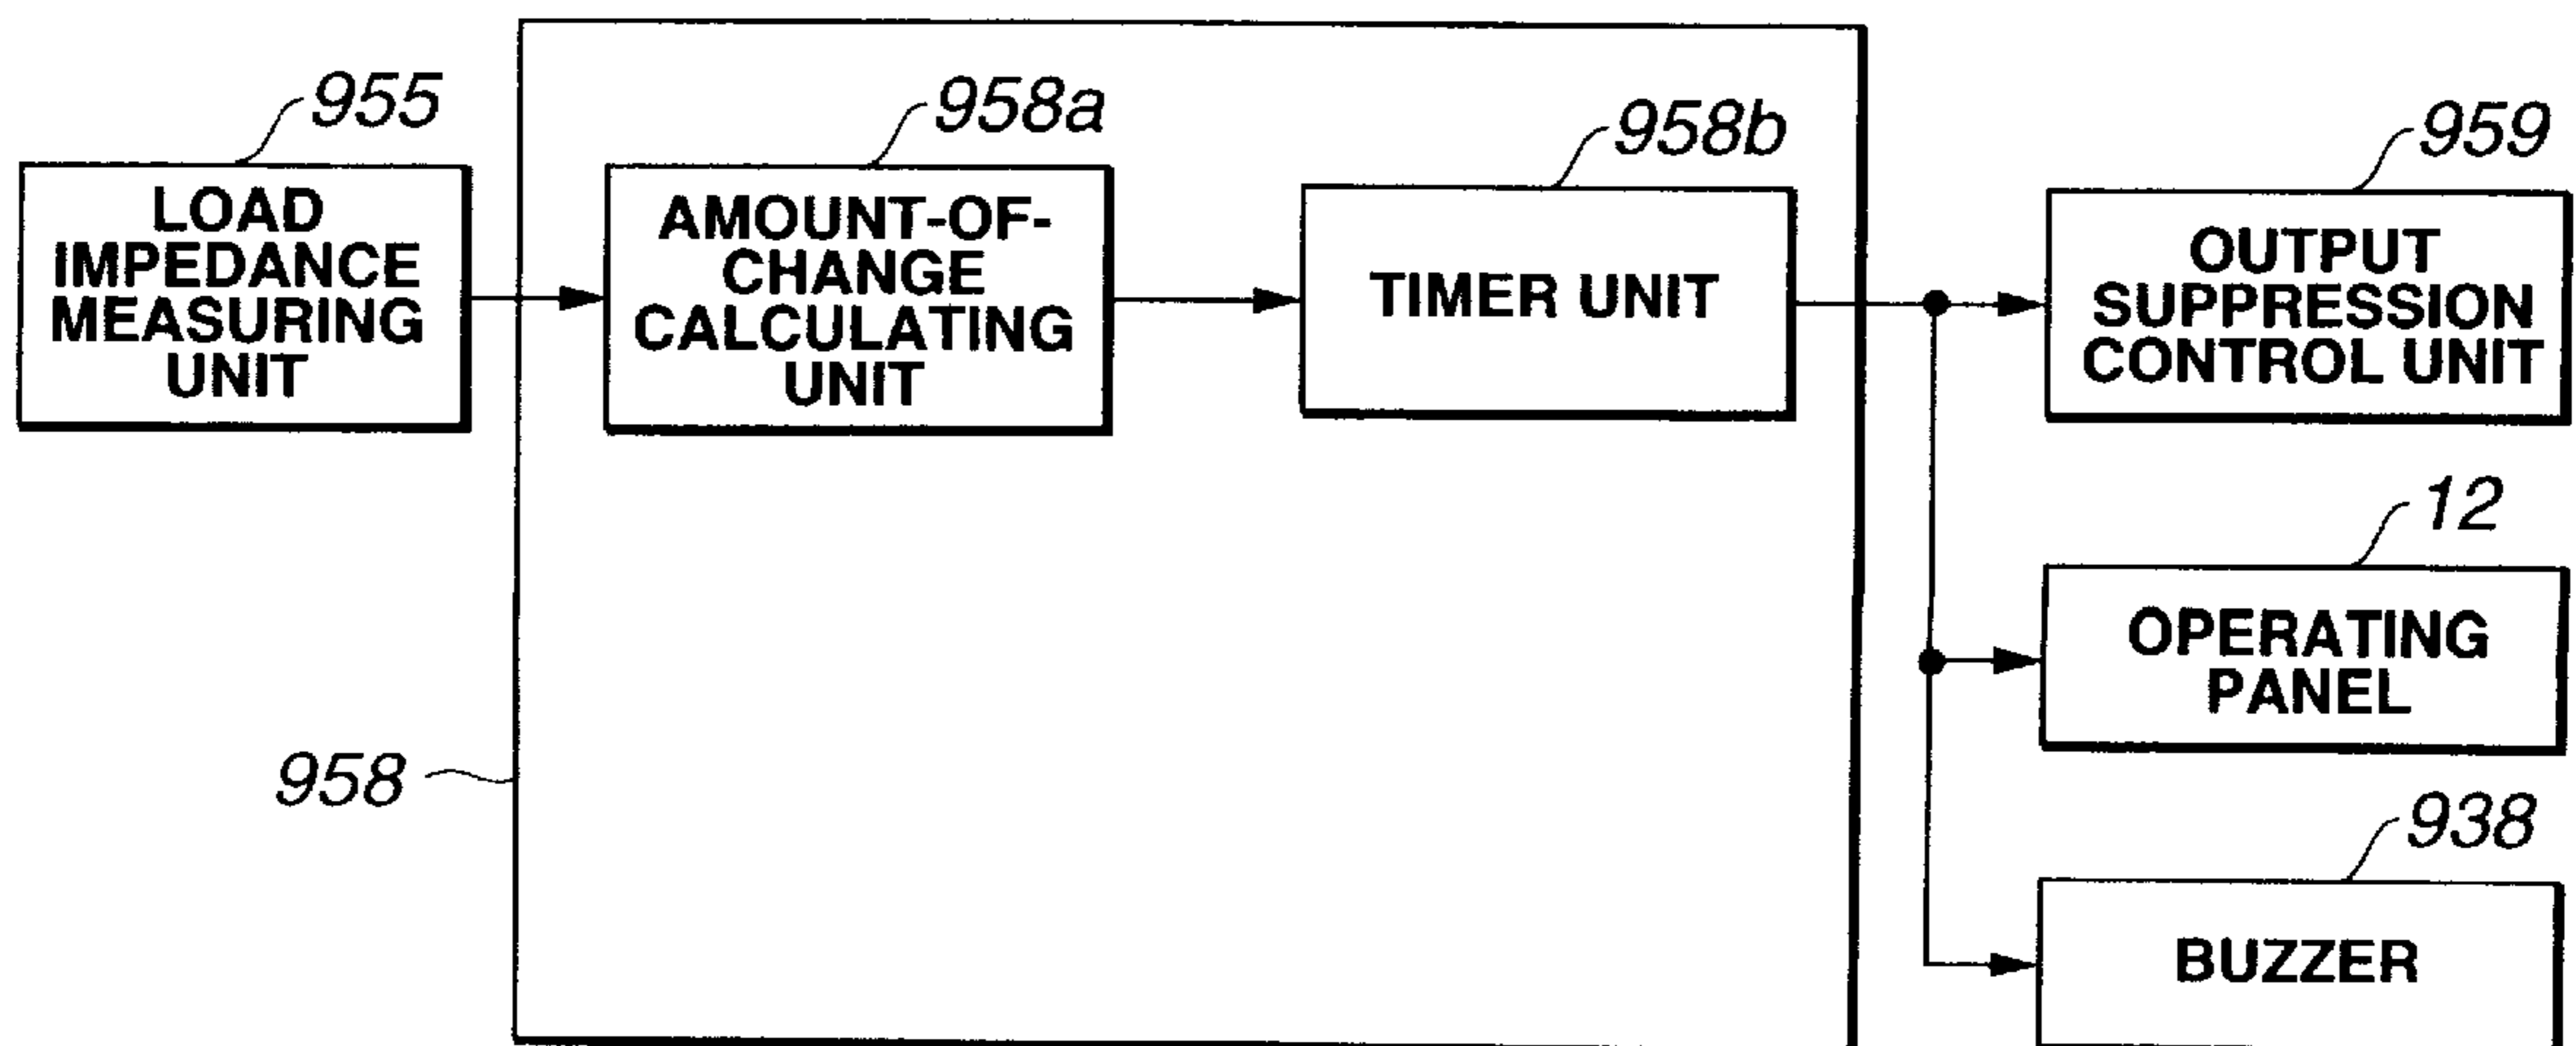 955
LOAD
IMPEDANCE
MEASURING
UNIT
958a
AMOUNT-OF-
CHANGE
CALCULATING
UNIT
958b
TIMER UNIT
959
OUTPUT
SUPPRESSION
CONTROL UNIT
12
OPERATING
PANEL
958
938
BUZZER